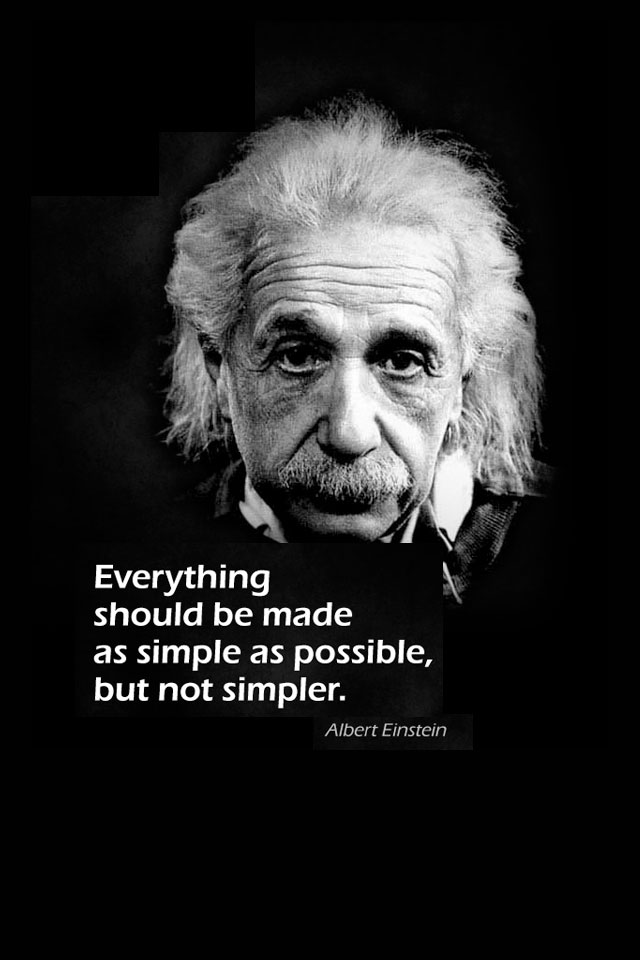 Everything
should be made
as simple as possible,
but not simpler.
Albert Einstein